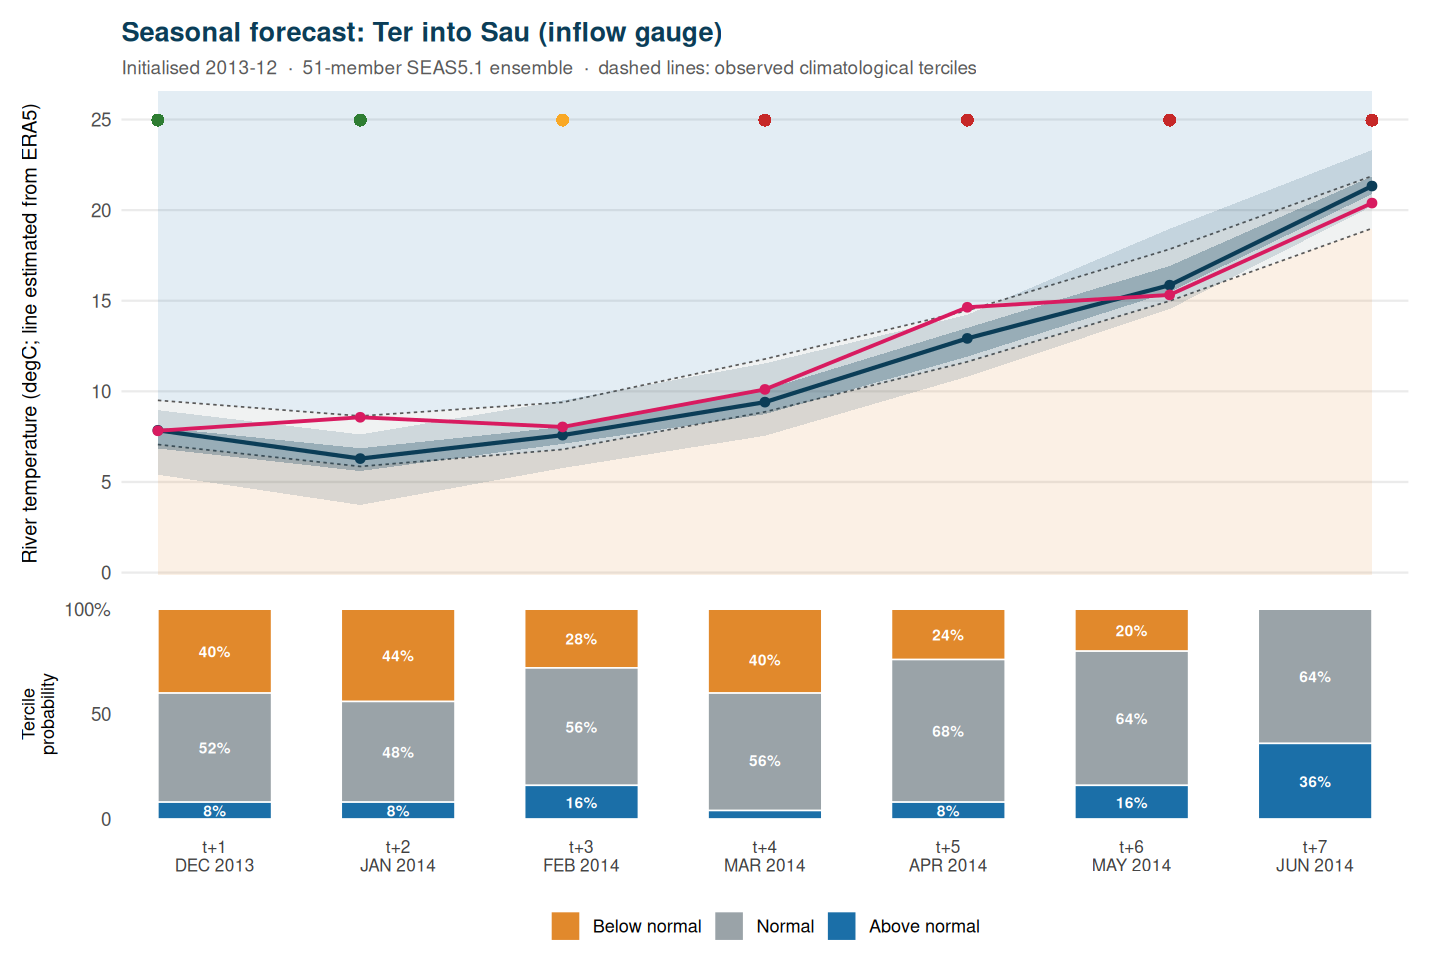 Seasonal forecast: Ter into Sau (inflow gauge)
Initialised 2013-12 · 51-member SEAS5.1 ensemble · dashed lines: observed climatological terciles
River temperature (degC; line estimated from ERA5)
25
20
15
10
5
0
Tercile
probability
100%
50
0
40%
44%
28%
40%
24%
20%
64%
52%
48%
56%
56%
68%
64%
36%
8%
8%
16%
8%
16%
t+1
DEC 2013
t+2
JAN 2014
t+3
FEB 2014
t+4
MAR 2014
t+5
APR 2014
t+6
MAY 2014
t+7
JUN 2014
Below normal
Normal
Above normal